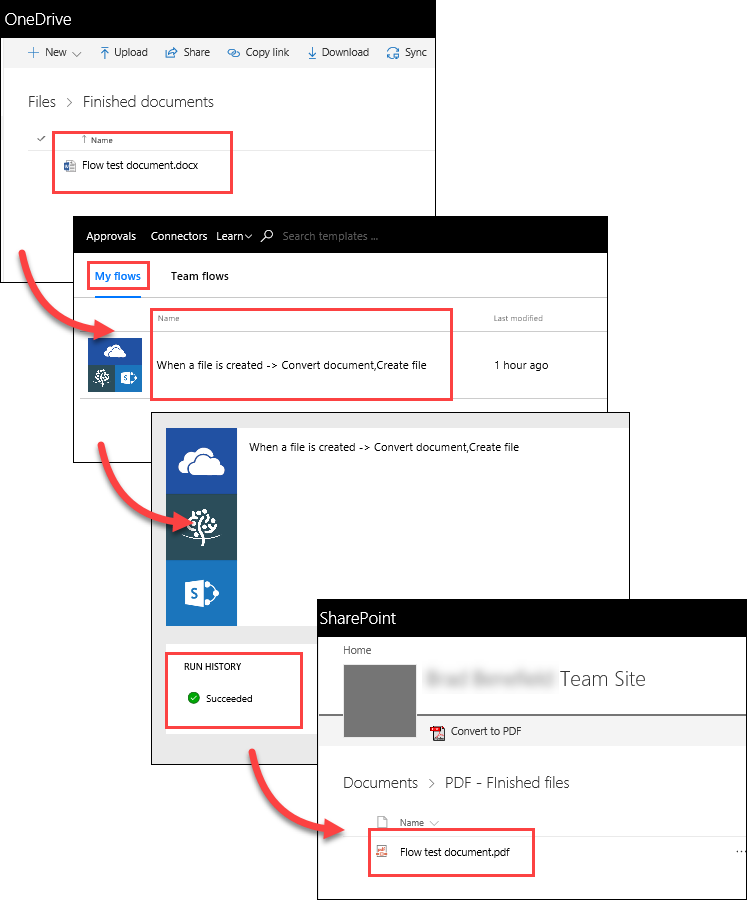 OneDrive
New Upload Share Copy link Download Sync
Files > Finished documents
↑ Name
Flow test document.docx
Approvals Connectors Learn Search templates ...
My flows Team flows
Name Last modified
When a file is created -> Convert document,Create file 1 hour ago
When a file is created -> Convert document,Create file
RUN HISTORY
Succeeded
SharePoint
Home
Team Site
Convert to PDF
Documents > PDF - FInished files
Name
Flow test document.pdf ...